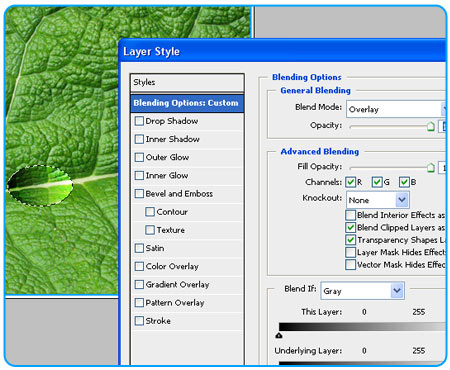 Layer Style
Styles
Blending Options: Custom
Drop Shadow
Inner Shadow
Outer Glow
Inner Glow
Bevel and Emboss
Contour
Texture
Satin
Color Overlay
Gradient Overlay
Pattern Overlay
Stroke
Blending Options
General Blending
Blend Mode: Overlay
Opacity:
Advanced Blending
Fill Opacity:
Channels: R G B
Knockout: None
Blend Interior Effects as
Blend Clipped Layers as
Transparency Shapes La
Layer Mask Hides Effect
Vector Mask Hides Effec
Blend If: Gray
This Layer: 0 255
Underlying Layer: 0 255